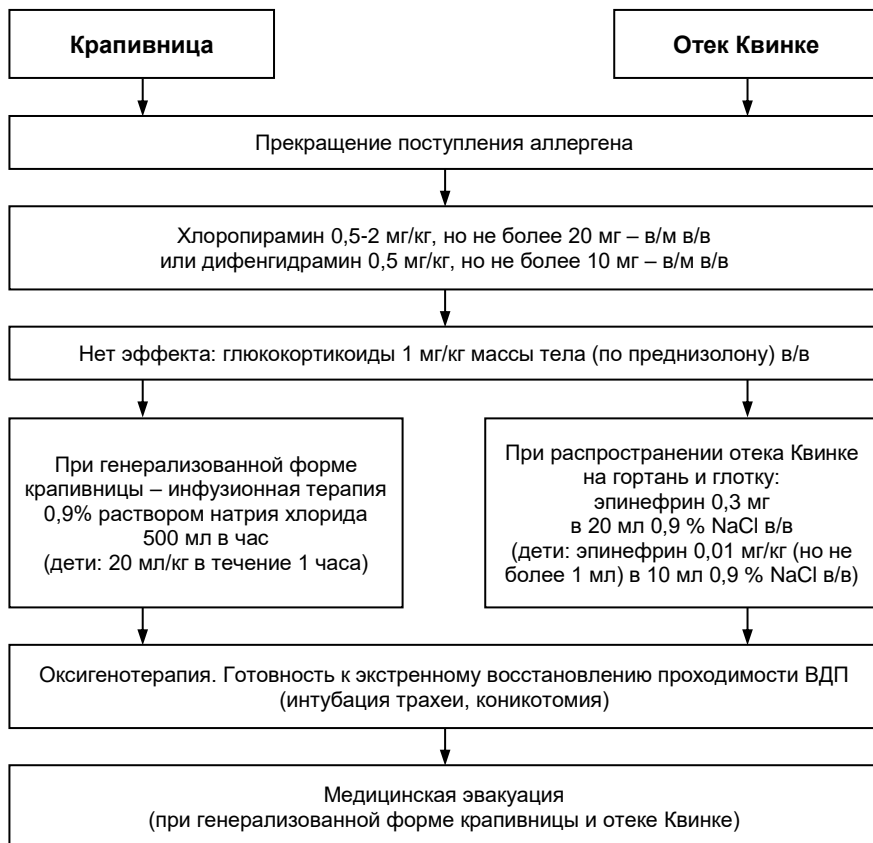 Крапивница
Отек Квинке
Прекращение поступления аллергена
Хлоропирамин 0,5-2 мг/кг, но не более 20 мг – в/м в/в
или дифенгидрамин 0,5 мг/кг, но не более 10 мг – в/м в/в
Нет эффекта: глюкокортикоиды 1 мг/кг массы тела (по преднизолону) в/в
При генерализованной форме
крапивницы – инфузионная терапия
0,9% раствором натрия хлорида
500 мл в час
(дети: 20 мл/кг в течение 1 часа)
При распространении отека Квинке
на гортань и глотку:
эпинефрин 0,3 мг
в 20 мл 0,9 % NaCl в/в
(дети: эпинефрин 0,01 мг/кг (но не
более 1 мл) в 10 мл 0,9 % NaCl в/в)
Оксигенотерапия. Готовность к экстренному восстановлению проходимости ВДП
(интубация трахеи, коникотомия)
Медицинская эвакуация
(при генерализованной форме крапивницы и отеке Квинке)